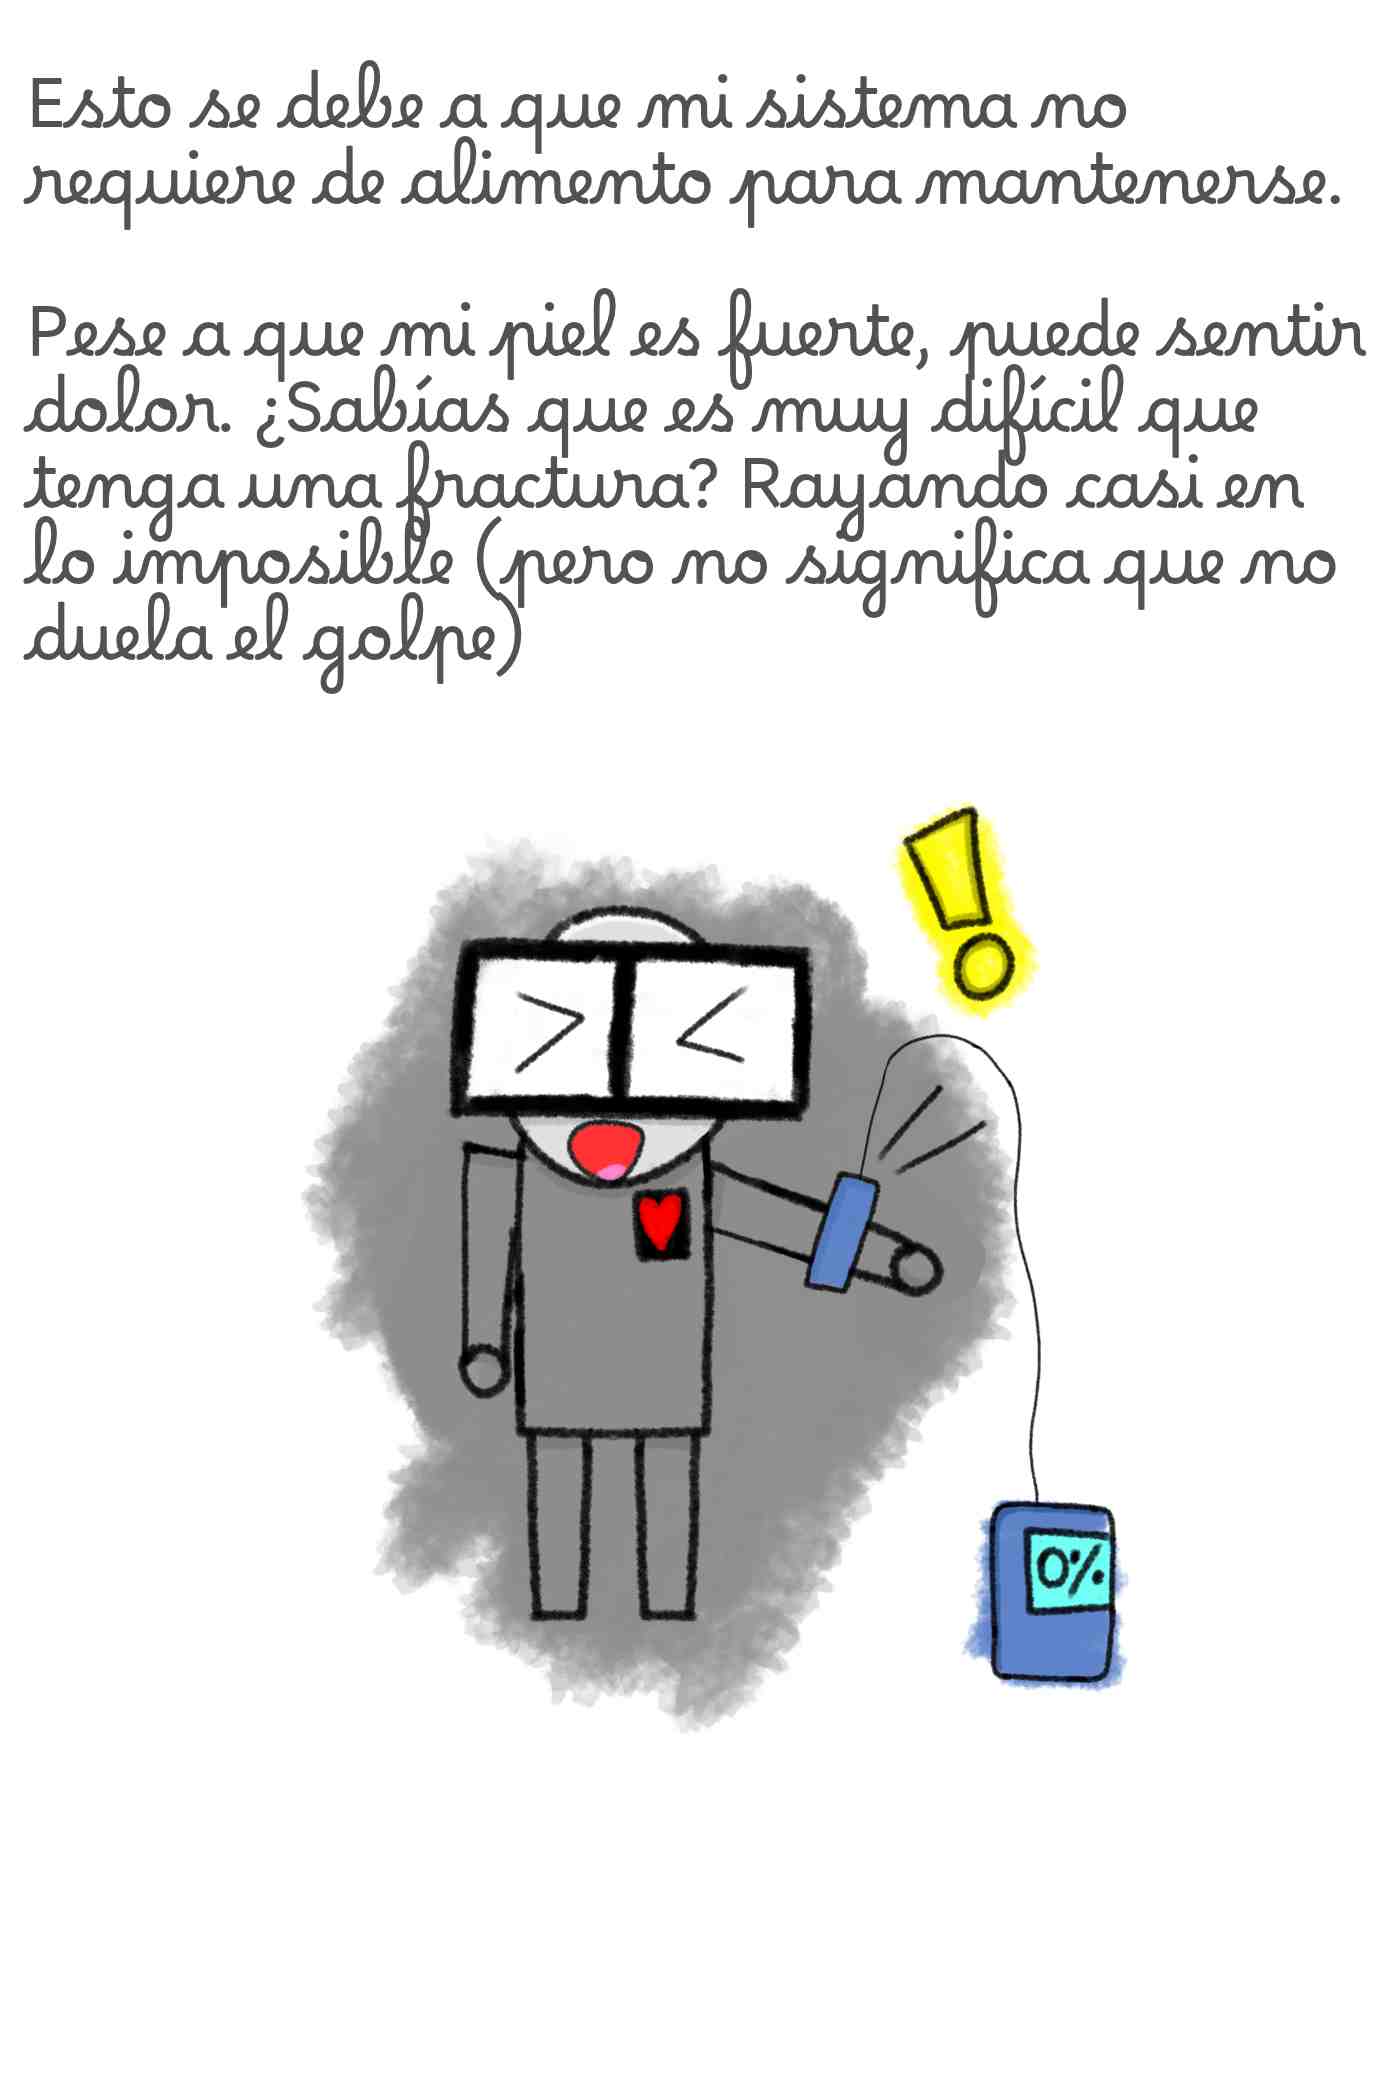 Esto se debe a que mi sistema no
requiere de alimento para mantenerse.
Pese a que mi piel es fuerte, puede sentir
dolor. ¿Sabías que es muy difícil que
tenga una fractura? Rayando casi en
lo imposible (pero no significa que no
duela el golpe)
!
0%